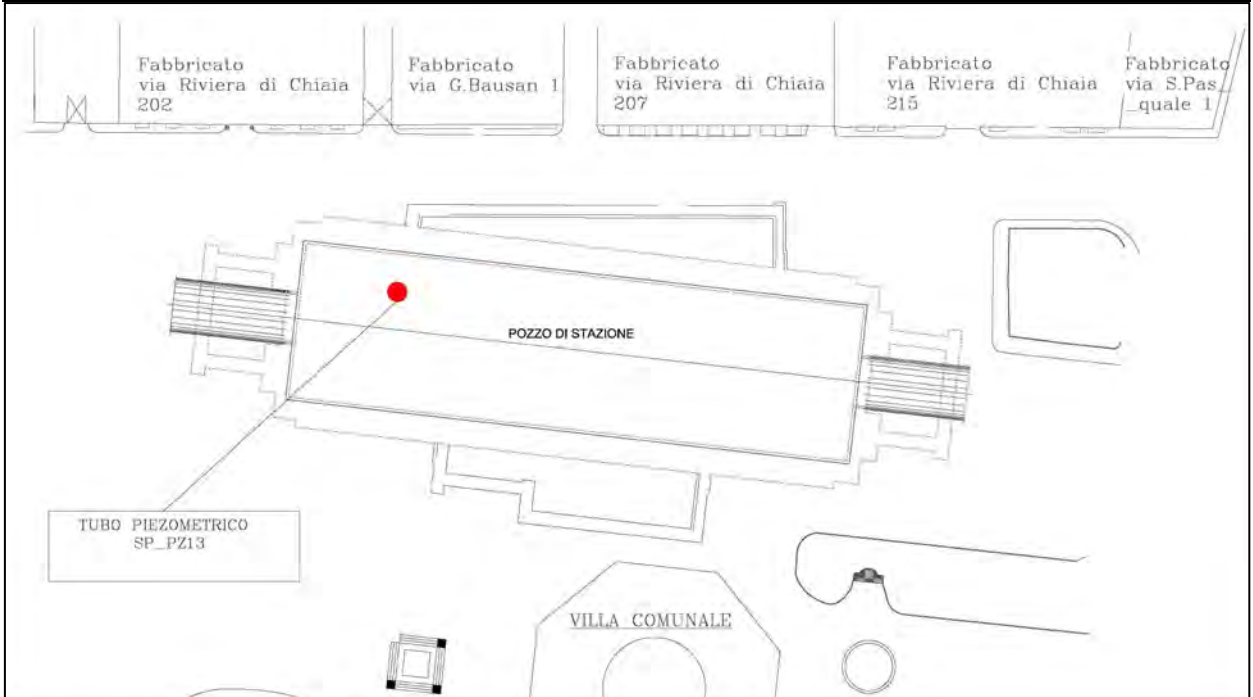 Fabbricato
via Riviera di Chiaia
202
Fabbricato
via G.Bausan 1
Fabbricato
via Riviera di Chiaia
207
Fabbricato
via Riviera di Chiaia
215
Fabbricato
via S.Pas_
_quale 1
POZZO DI STAZIONE
TUBO PIEZOMETRICO
SP_PZ13
VILLA COMUNALE